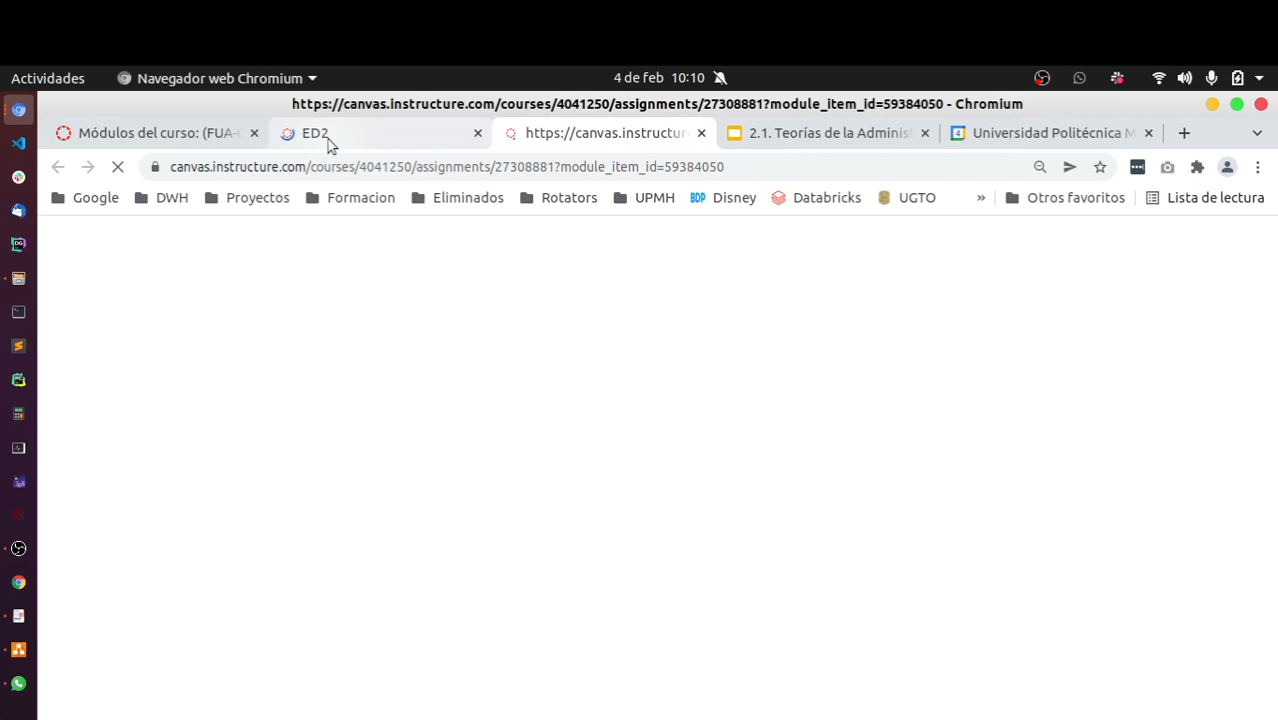 Actividades Navegador web Chromium 4 de feb 10:10
https://canvas.instructure.com/courses/4041250/assignments/27308881?module_item_id=59384050 - Chromium
Módulos del curso: (FUA- ED2 https://canvas.instructur 2.1. Teorías de la Adminis 4 Universidad Politécnica M
canvas.instructure.com/courses/4041250/assignments/27308881?module_item_id=59384050
Google DWH Proyectos Formacion Eliminados Rotators UPMH BDP Disney Databricks UGTO » Otros favoritos Lista de lectura